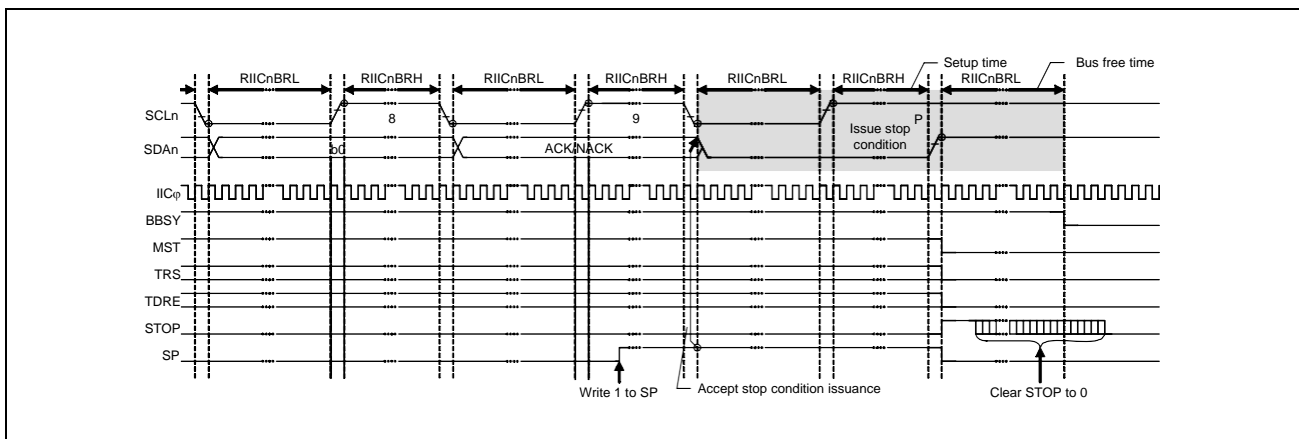 Setup time
Bus free time
RIICnBRL RIICnBRH RIICnBRL RIICnBRH RIICnBRL RIICnBRH RIICnBRL
SCLn
8 9 P
Issue stop
condition
SDAn
b0 ACK/NACK
IICφ
BBSY
MST
TRS
TDRE
STOP
SP
Write 1 to SP
Accept stop condition issuance
Clear STOP to 0